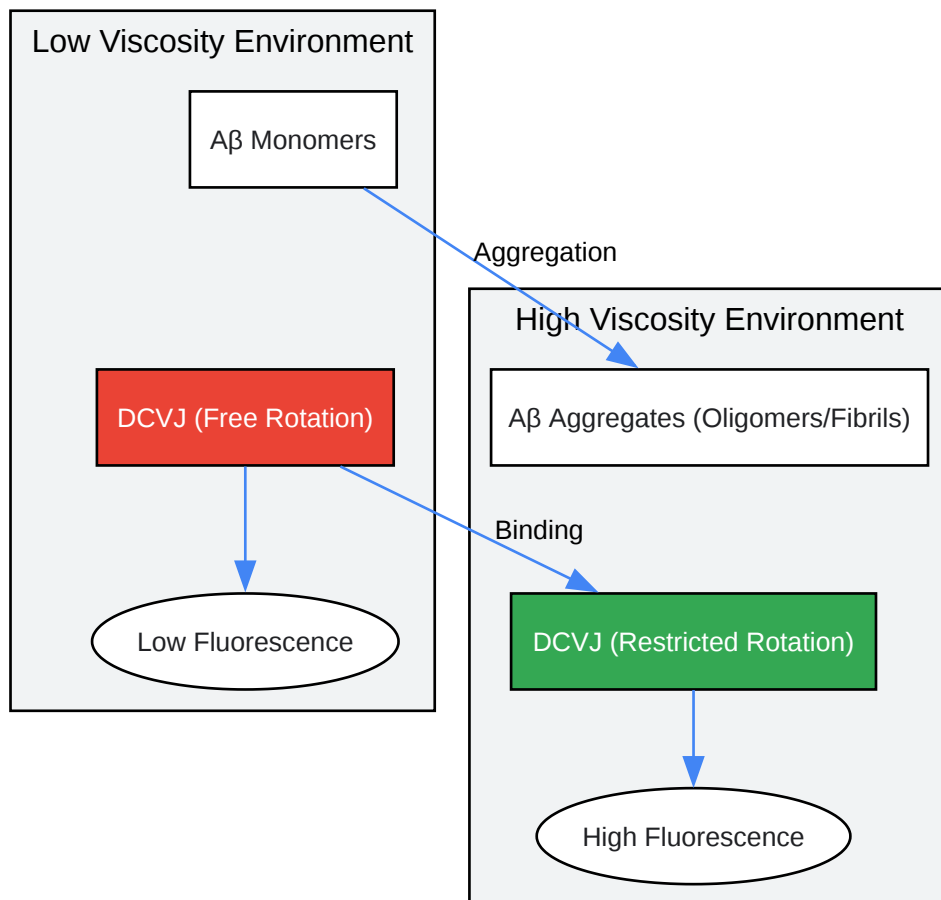 Low Viscosity Environment
Aβ Monomers
Aggregation
High Viscosity Environment
DCVJ (Free Rotation)
Aβ Aggregates (Oligomers/Fibrils)
Binding
Low Fluorescence
DCVJ (Restricted Rotation)
High Fluorescence